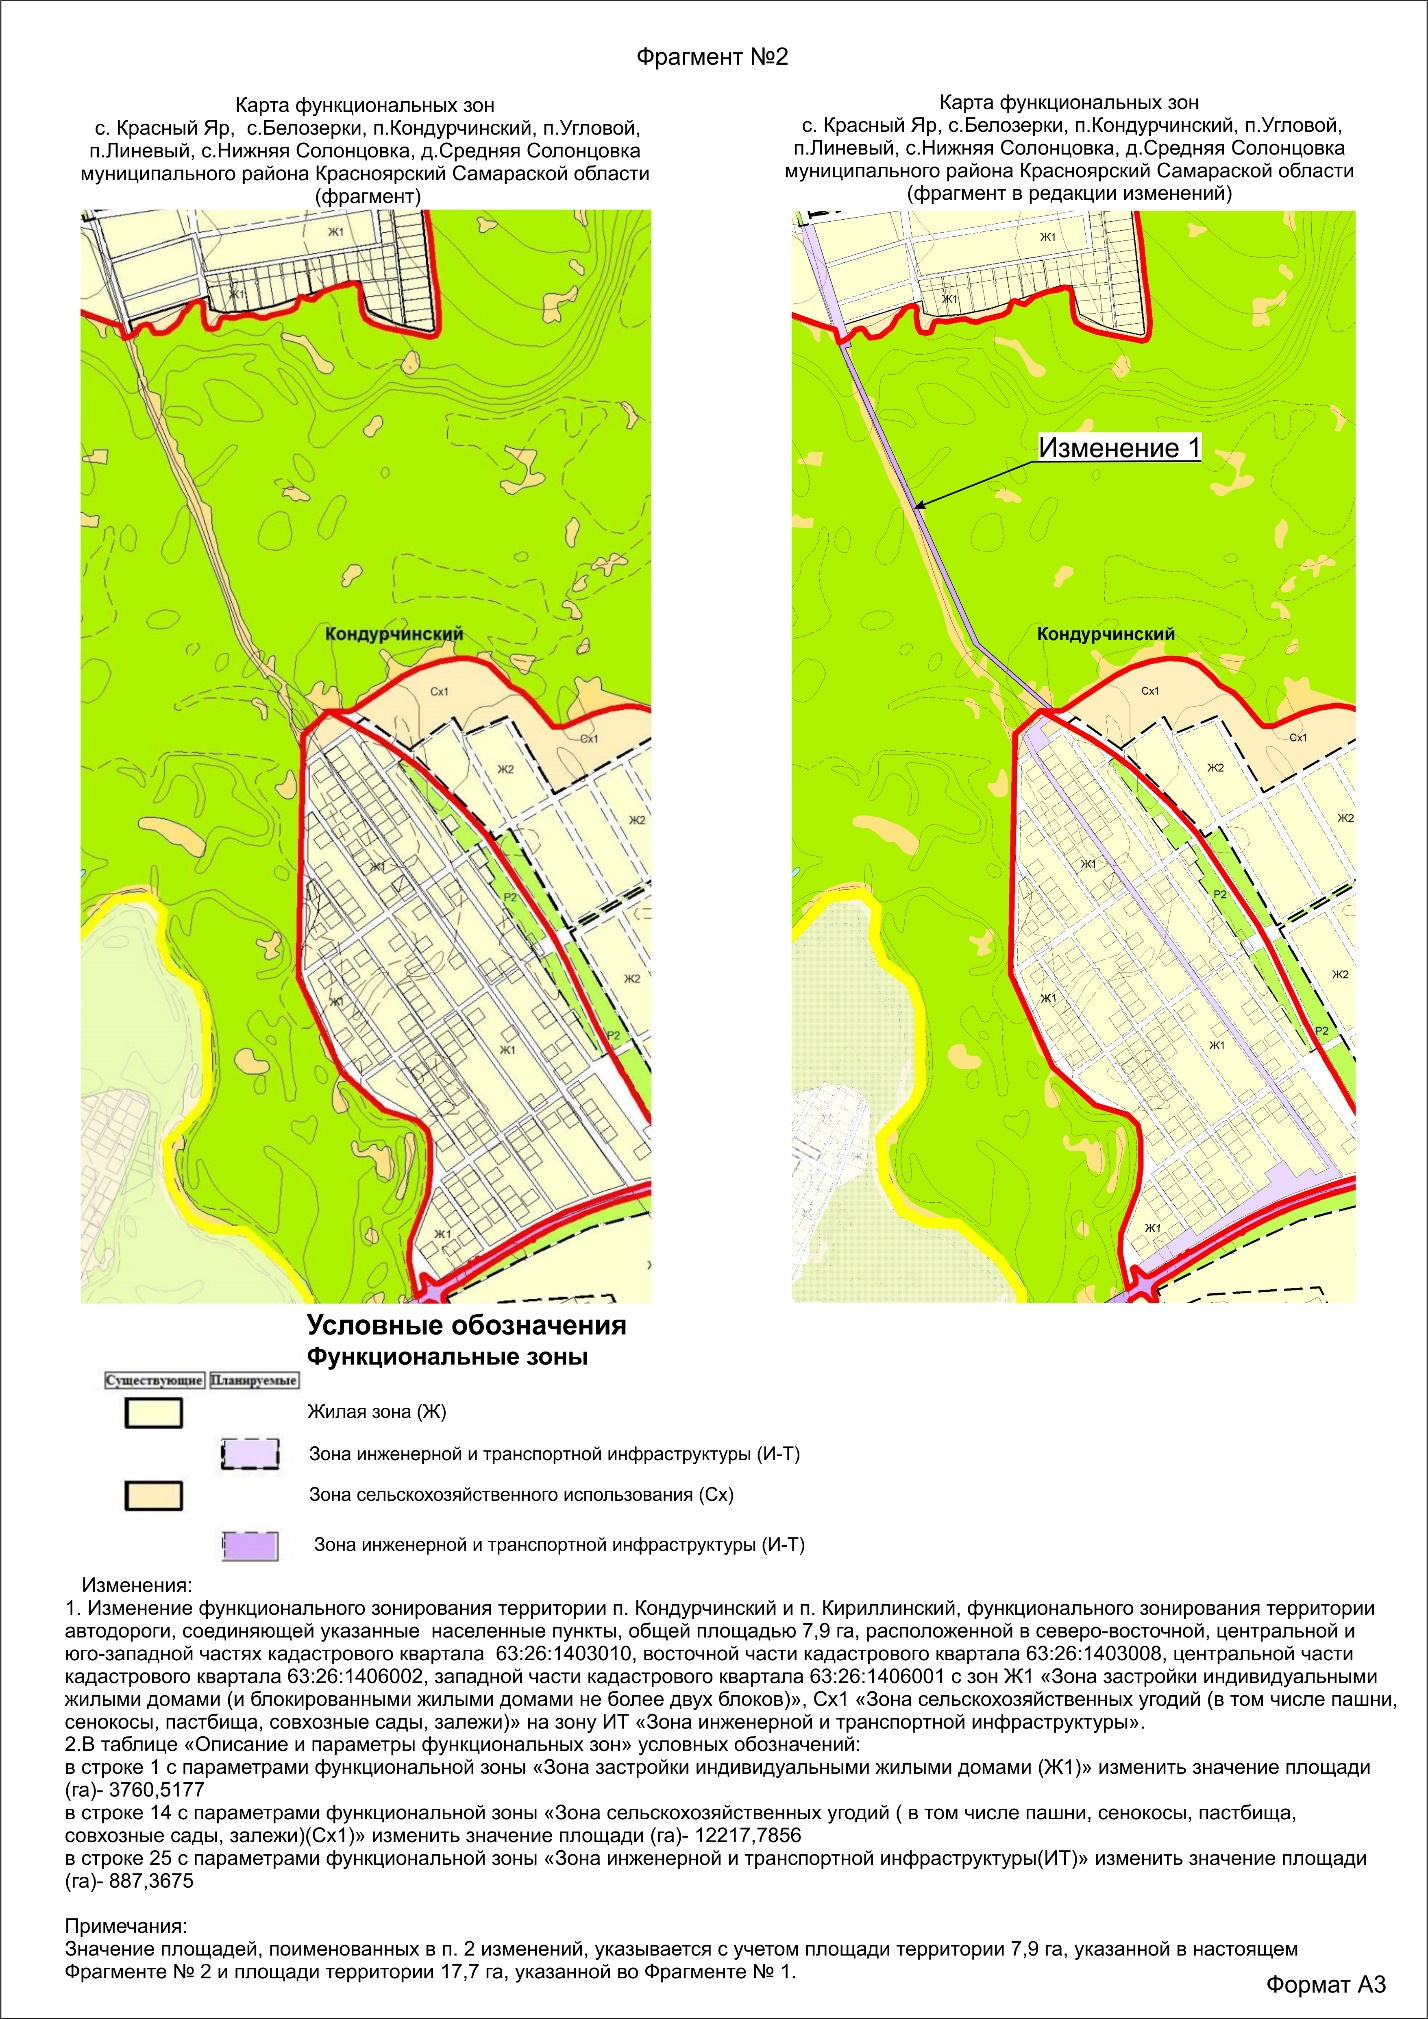 Фрагмент №2
Карта функциональных зон
с. Красный Яр, с.Белозерки, п.Кондурчинский, п.Угловой,
п.Линевый, с.Нижняя Солонцовка, д.Средняя Солонцовка
муниципального района Красноярский Самараской области
(фрагмент)
Карта функциональных зон
с. Красный Яр, с.Белозерки, п.Кондурчинский, п.Угловой,
п.Линевый, с.Нижняя Солонцовка, д.Средняя Солонцовка
муниципального района Красноярский Самараской области
(фрагмент в редакции изменений)
Ж1
Ж1
Кондурчинский
Сх1
Сх1
Ж2
Ж2
Ж1
Р2
Ж2
Ж1
Р2
Ж1
Ж1
Ж1
Ж1
Изменение 1
Кондурчинский
Сх1
Сх1
Ж2
Ж2
Ж1
Р2
Ж2
Ж1
Р2
Ж1
Ж
Ж1
Условные обозначения
Функциональные зоны
Существующие Планируемые
Жилая зона (Ж)
Зона инженерной и транспортной инфраструктуры (И-Т)
Зона сельскохозяйственного использования (Сх)
Зона инженерной и транспортной инфраструктуры (И-Т)
Изменения:
1. Изменение функционального зонирования территории п. Кондурчинский и п. Кириллинский, функционального зонирования территории
автодороги, соединяющей указанные населенные пункты, общей площадью 7,9 га, расположенной в северо-восточной, центральной и
юго-западной частях кадастрового квартала 63:26:1403010, восточной части кадастрового квартала 63:26:1403008, центральной части
кадастрового квартала 63:26:1406002, западной части кадастрового квартала 63:26:1406001 с зон Ж1 «Зона застройки индивидуальными
жилыми домами (и блокированными жилыми домами не более двух блоков)», Сх1 «Зона сельскохозяйственных угодий (в том числе пашни,
сенокосы, пастбища, совхозные сады, залежи)» на зону ИТ «Зона инженерной и транспортной инфраструктуры».
2.В таблице «Описание и параметры функциональных зон» условных обозначений:
в строке 1 с параметрами функциональной зоны «Зона застройки индивидуальными жилыми домами (Ж1)» изменить значение площади
(га)- 3760,5177
в строке 14 с параметрами функциональной зоны «Зона сельскохозяйственных угодий ( в том числе пашни, сенокосы, пастбища,
совхозные сады, залежи)(Сх1)» изменить значение площади (га)- 12217,7856
в строке 25 с параметрами функциональной зоны «Зона инженерной и транспортной инфраструктуры(ИТ)» изменить значение площади
(га)- 887,3675
Примечания:
Значение площадей, поименованных в п. 2 изменений, указывается с учетом площади территории 7,9 га, указанной в настоящем
Фрагменте № 2 и площади территории 17,7 га, указанной во Фрагменте № 1.
Формат А3